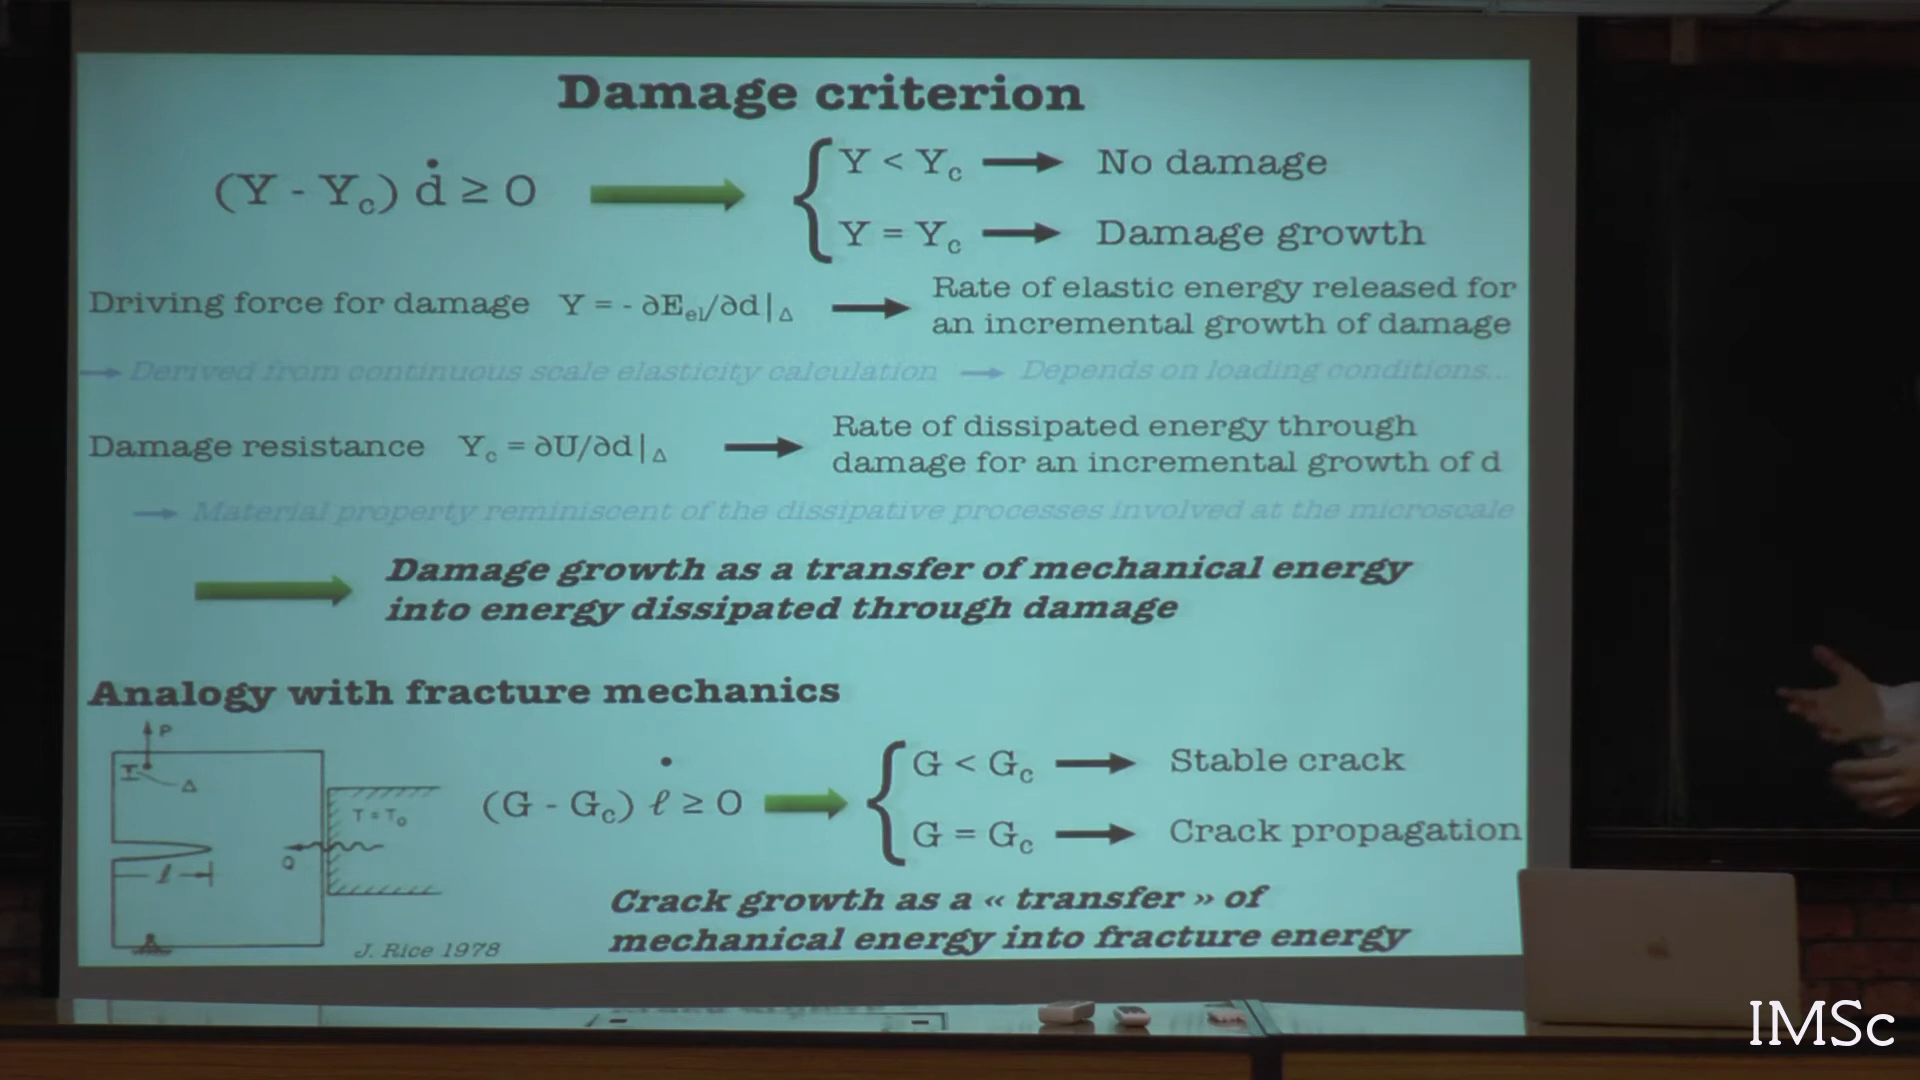 Damage criterion
(Y - Yc) ḋ ≥ 0
Y < Yc → No damage
Y = Yc → Damage growth
Driving force for damage Y = - ∂Eel/∂d|Δ → Rate of elastic energy released for
an incremental growth of damage
→ Derived from continuous scale elasticity calculation → Depends on loading conditions...
Damage resistance Yc = ∂U/∂d|Δ → Rate of dissipated energy through
damage for an incremental growth of d
→ Material property reminiscent of the dissipative processes involved at the microscale
Damage growth as a transfer of mechanical energy
into energy dissipated through damage
Analogy with fracture mechanics
P
Δ
T = To
Q
l
J. Rice 1978
(G - Gc) ℓ̇ ≥ 0
G < Gc → Stable crack
G = Gc → Crack propagation
Crack growth as a « transfer » of
mechanical energy into fracture energy
IMSc